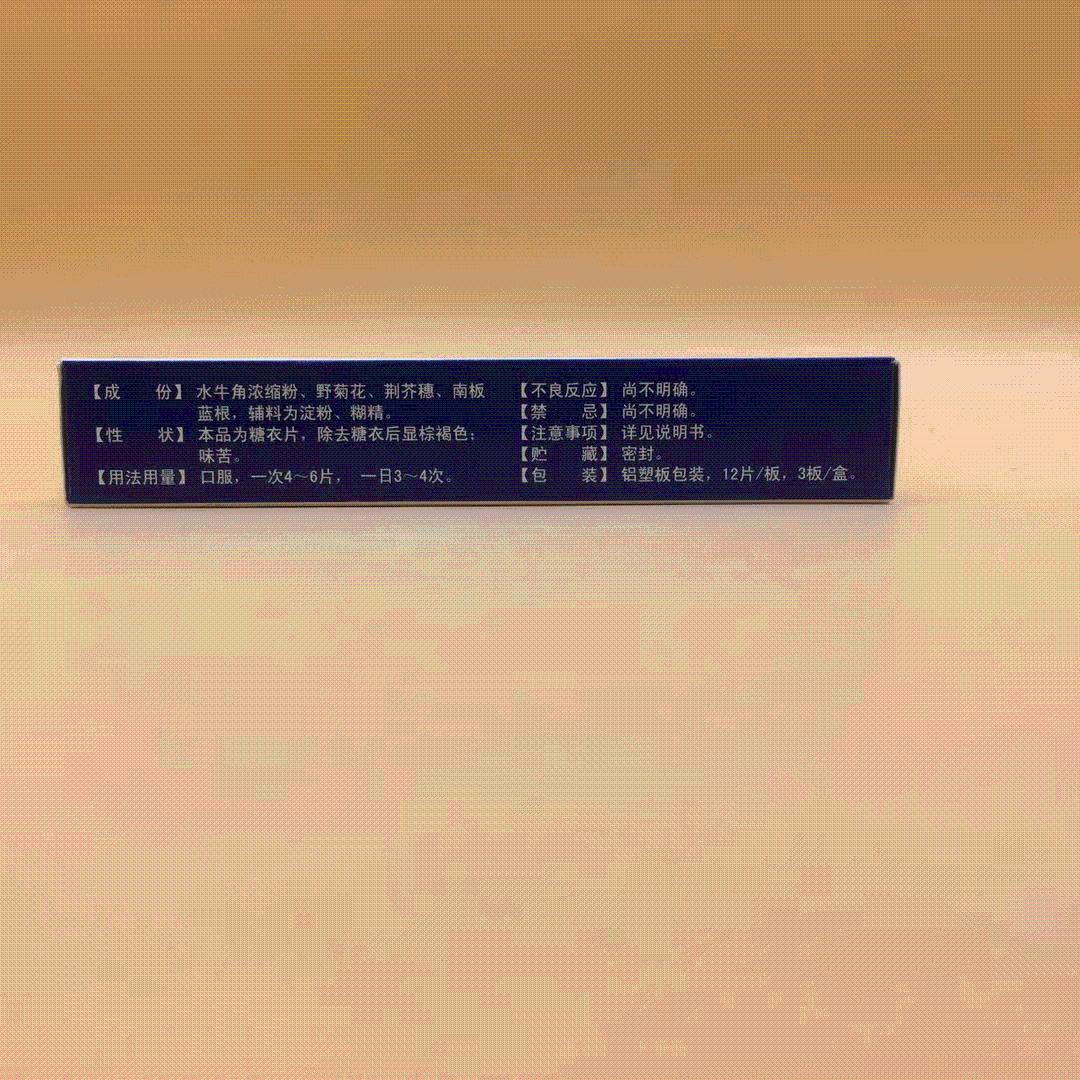 【成 份】 水牛角浓缩粉、野菊花、荆芥穗、南板
蓝根，辅料为淀粉、糊精。
【性 状】 本品为糖衣片，除去糖衣后显棕褐色；
味苦。
【用法用量】 口服，一次4～6片， 一日3～4次。
【不良反应】 尚不明确。
【禁 忌】 尚不明确。
【注意事项】 详见说明书。
【贮 藏】 密封。
【包 装】 铝塑板包装，12片/板，3板/盒。